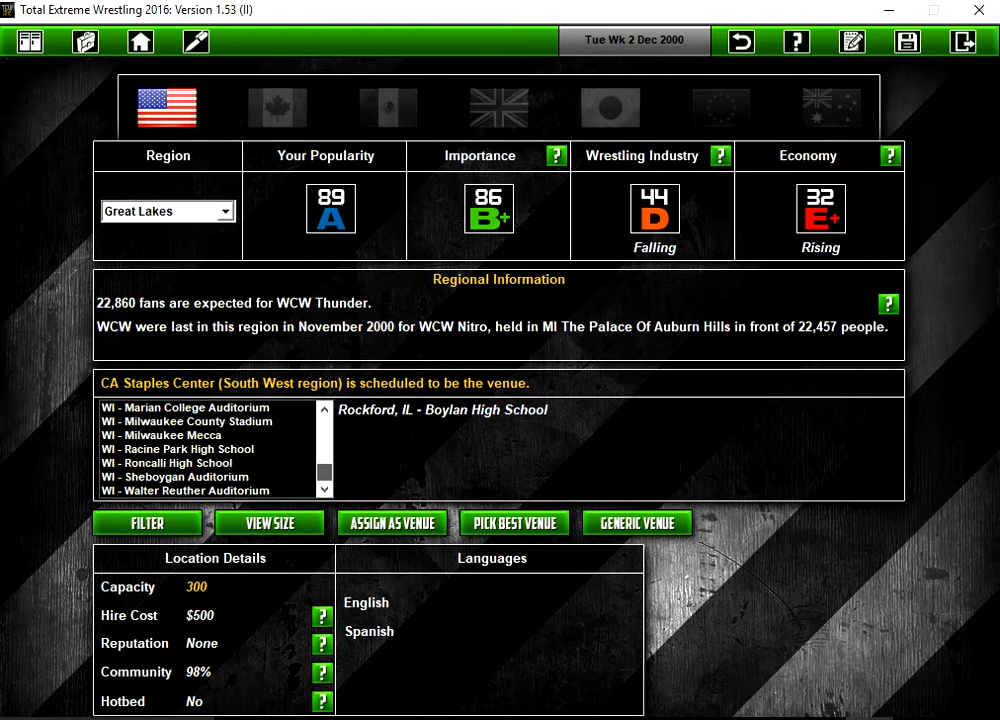 Total Extreme Wrestling 2016: Version 1.53 (II)
Tue Wk 2 Dec 2000
Region
Your Popularity
Importance
?
Wrestling Industry
?
Economy
?
Great Lakes
89
A
86
B+
44
D
Falling
32
E+
Rising
Regional Information
22,860 fans are expected for WCW Thunder.
?
WCW were last in this region in November 2000 for WCW Nitro, held in MI The Palace Of Auburn Hills in front of 22,457 people.
CA Staples Center (South West region) is scheduled to be the venue.
WI - Marian College Auditorium
WI - Milwaukee County Stadium
WI - Milwaukee Mecca
WI - Racine Park High School
WI - Roncalli High School
WI - Sheboygan Auditorium
WI - Walter Reuther Auditorium
Rockford, IL - Boylan High School
FILTER
VIEW SIZE
ASSIGN AS VENUE
PICK BEST VENUE
GENERIC VENUE
Location Details
Capacity 300
Hire Cost $500 ?
Reputation None ?
Community 98% ?
Hotbed No ?
Languages
English
Spanish